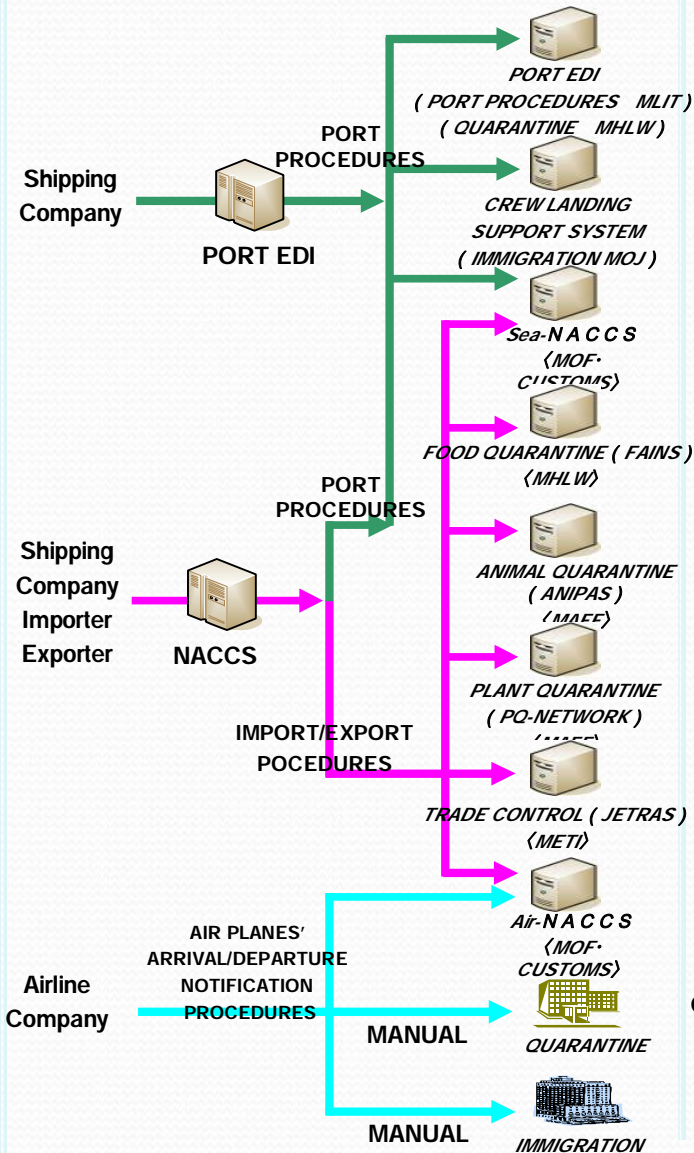 PORT EDI
( PORT PROCEDURES MLIT )
( QUARANTINE MHLW )
PORT
PROCEDURES
Shipping
Company
PORT EDI
CREW LANDING
SUPPORT SYSTEM
( IMMIGRATION MOJ )
Sea-ＮＡＣＣＳ
〈MOF・
CUSTOMS〉
FOOD QUARANTINE ( FAINS )
〈MHLW〉
PORT
PROCEDURES
Shipping
Company
Importer
Exporter
NACCS
ANIMAL QUARANTINE
( ANIPAS )
〈MAFF〉
PLANT QUARANTINE
( PQ-NETWORK )
〈MAFF〉
IMPORT/EXPORT
POCEDURES
TRADE CONTROL ( JETRAS )
〈METI〉
Air-ＮＡＣＣＳ
〈MOF・
CUSTOMS〉
AIR PLANES’
ARRIVAL/DEPARTURE
NOTIFICATION
PROCEDURES
Airline
Company
MANUAL
QUARANTINE
MANUAL
IMMIGRATION